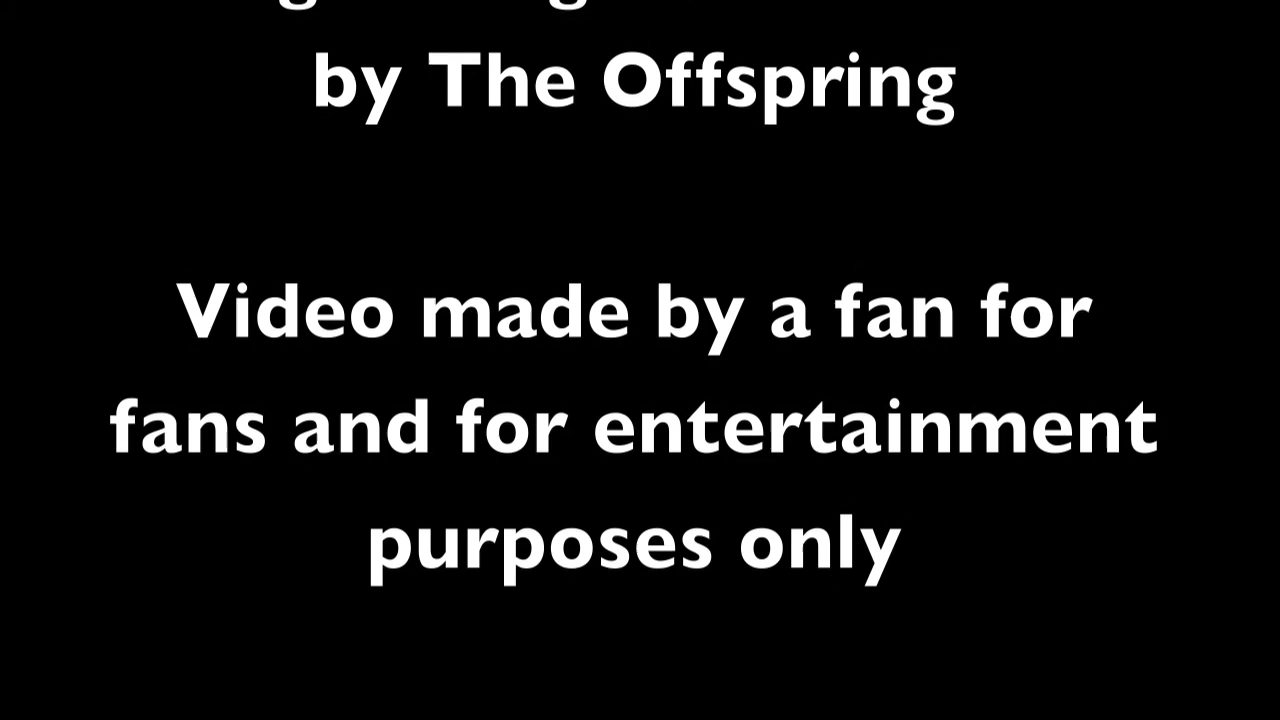 by The Offspring
Video made by a fan for
fans and for entertainment
purposes only